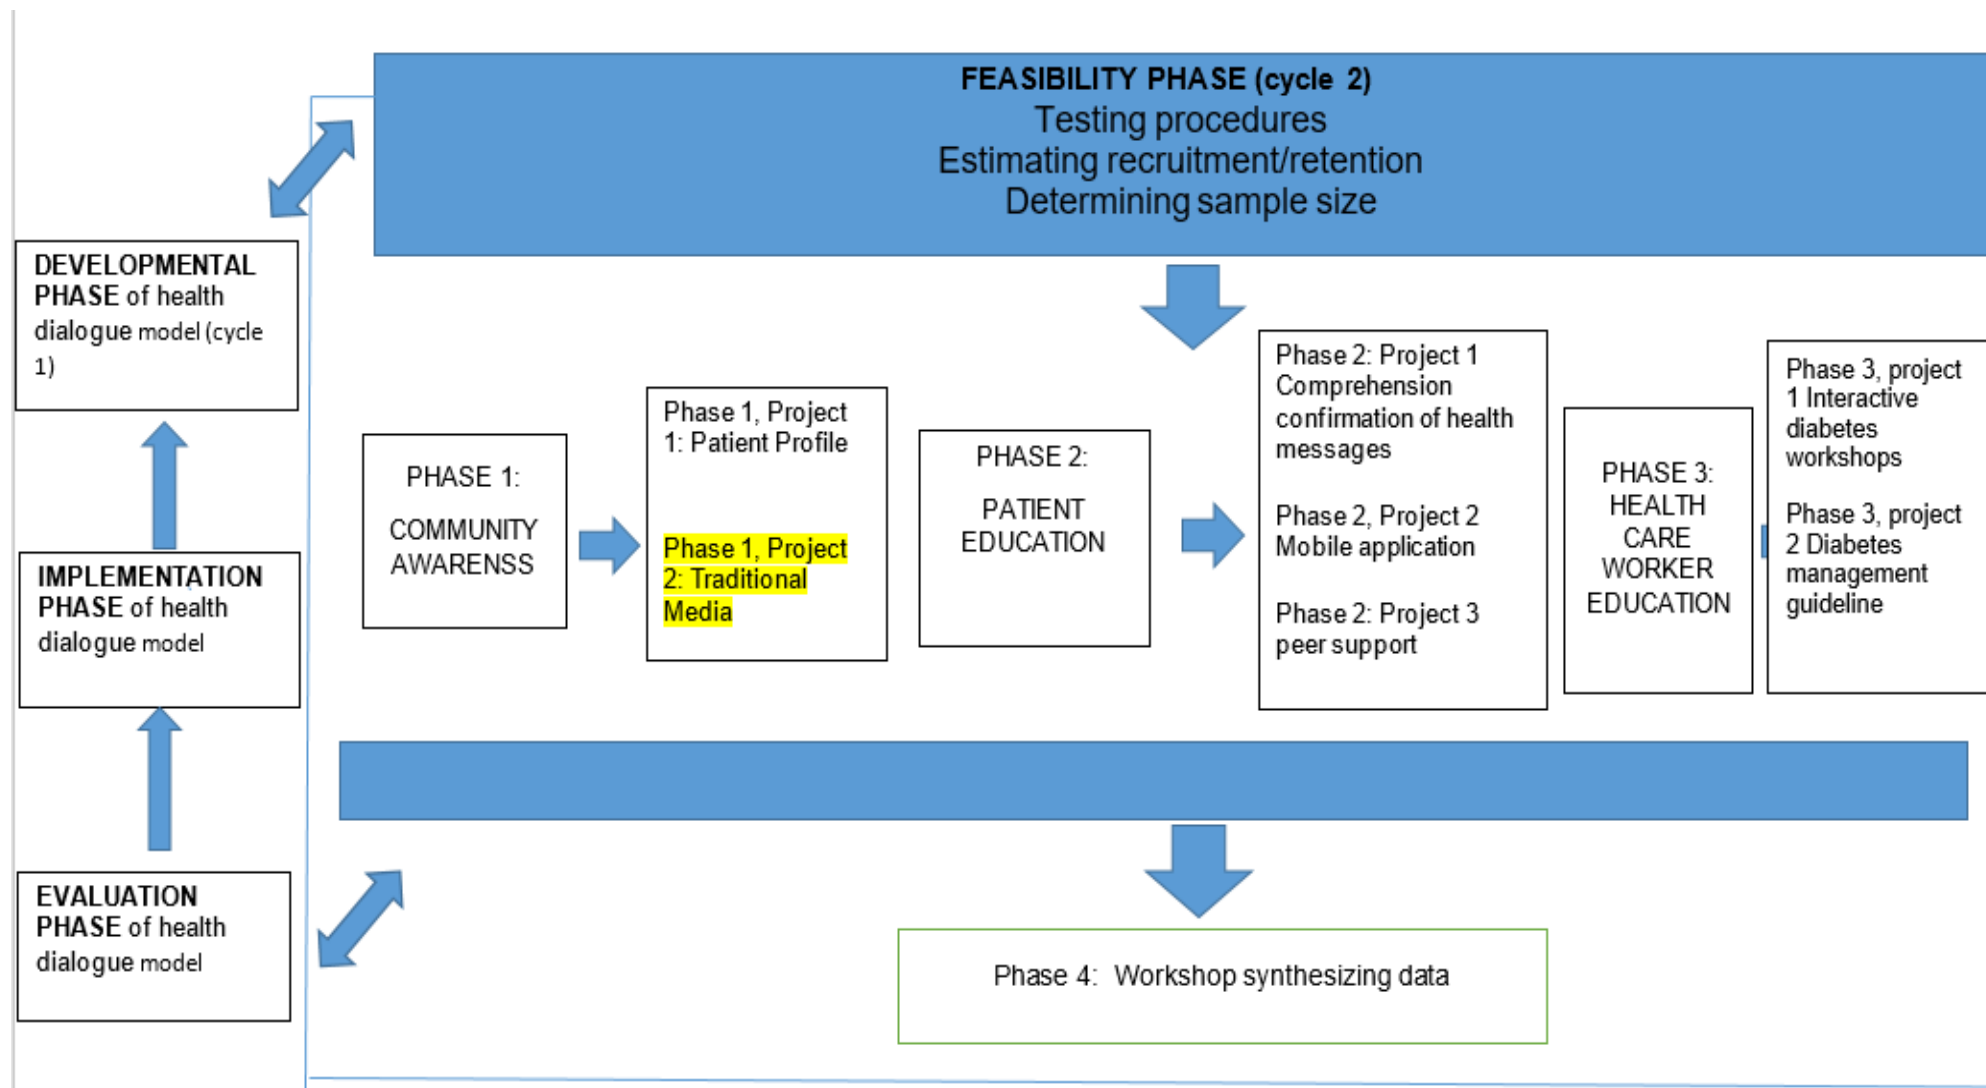 FEASIBILITY PHASE (cycle 2)
Testing procedures
Estimating recruitment/retention
Determining sample size
DEVELOPMENTAL
PHASE of health
dialogue model (cycle
1)
IMPLEMENTATION
PHASE of health
dialogue model
EVALUATION
PHASE of health
dialogue model
PHASE 1:
COMMUNITY
AWARENSS
Phase 1, Project
1: Patient Profile
Phase 1, Project
2: Traditional
Media
PHASE 2:
PATIENT
EDUCATION
Phase 2: Project 1
Comprehension
confirmation of health
messages
Phase 2, Project 2
Mobile application
Phase 2: Project 3
peer support
PHASE 3:
HEALTH
CARE
WORKER
EDUCATION
Phase 3, project
1 Interactive
diabetes
workshops
Phase 3, project
2 Diabetes
management
guideline
Phase 4: Workshop synthesizing data